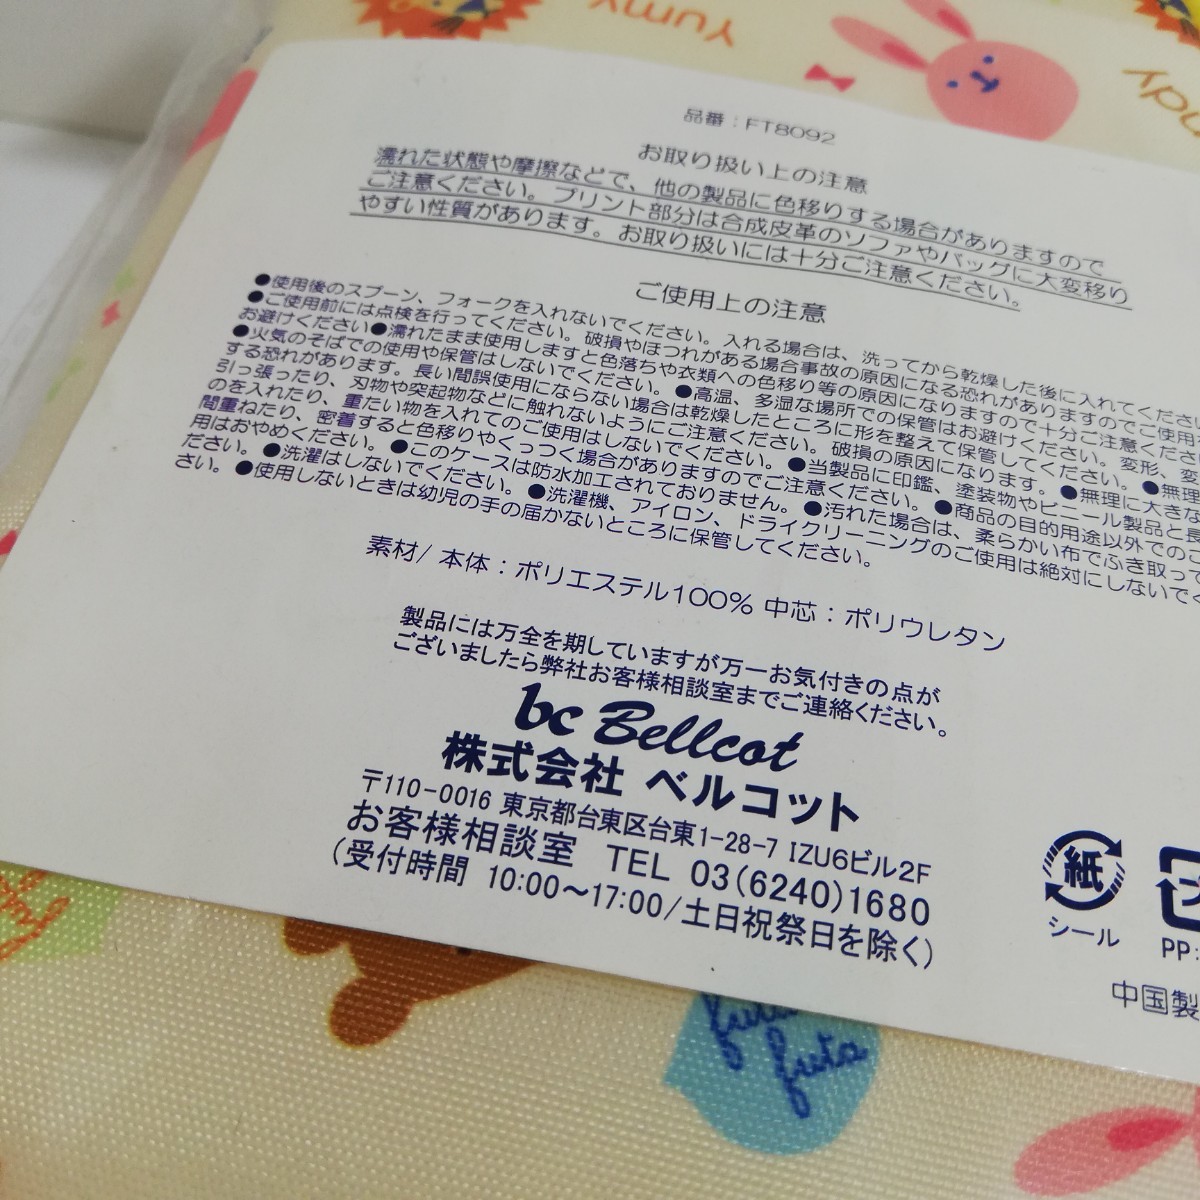 Yumy
品番：FT8092
お取り扱い上の注意
濡れた状態や摩擦などで、他の製品に色移りする場合がありますので
ご注意ください。プリント部分は合成皮革のソファやバッグに大変移り
やすい性質があります。お取り扱いには十分ご注意ください。
ご使用上の注意
●使用後のスプーン、フォークを入れないでください。入れる場合は、洗ってから乾燥した後に入れてくださ
●ご使用前には点検を行ってください。破損やほつれがある場合事故の原因になる恐れがありますのでご使用
お避けください●濡れたまま使用しますと色落ちや衣類への色移り等の原因になりますので十分ご注意くださ
●火気のそばでの使用や保管はしないでください。●高温、多湿な場所での保管はお避けください。変形、変
する恐れがあります。長い間誤使用にならない場合は乾燥したところに形を整えて保管してください。●無理
引っ張ったり、刃物や突起物などに触れないようにご注意ください。破損の原因になります。●無理に大きな
のを入れたり、重たい物を入れてのご使用はしないでください。●当製品に印鑑、塗装物やビニール製品と長
間重ねたり、密着すると色移りやくっつく場合がありますのでご注意ください。●商品の目的用途以外でのご
用はおやめください。●このケースは防水加工されておりません。●汚れた場合は、柔らかい布でふき取って
ださい。●洗濯はしないでください。●洗濯機、アイロン、ドライクリーニングのご使用は絶対にしないでく
さい。●使用しないときは幼児の手の届かないところに保管してください。
素材/ 本体：ポリエステル100% 中芯：ポリウレタン
製品には万全を期していますが万一お気付きの点が
ございましたら弊社お客様相談室までご連絡ください。
bc Bellcot
株式会社 ベルコット
〒110-0016 東京都台東区台東1-28-7 IZU6ビル2F
お客様相談室 TEL 03(6240)1680
(受付時間 10:00～17:00/土日祝祭日を除く)
紙
シール
PP:
中国製
futa